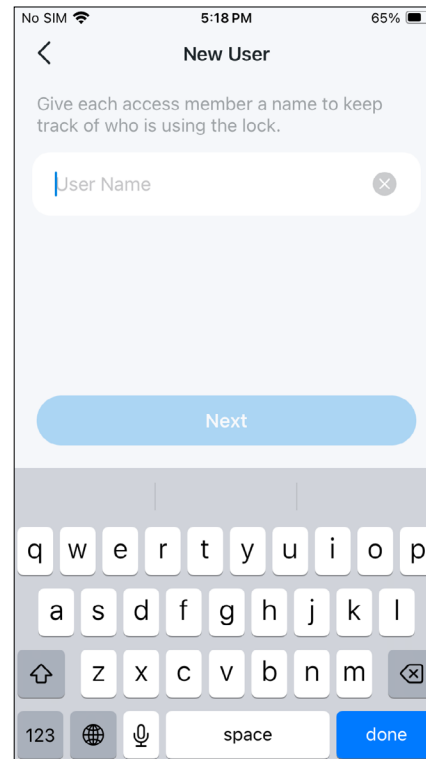 No SIM 5:18 PM 65%
New User
Give each access member a name to keep
track of who is using the lock.
User Name
Next
q w e r t y u i o p
a s d f g h j k l
z x c v b n m
123 space done